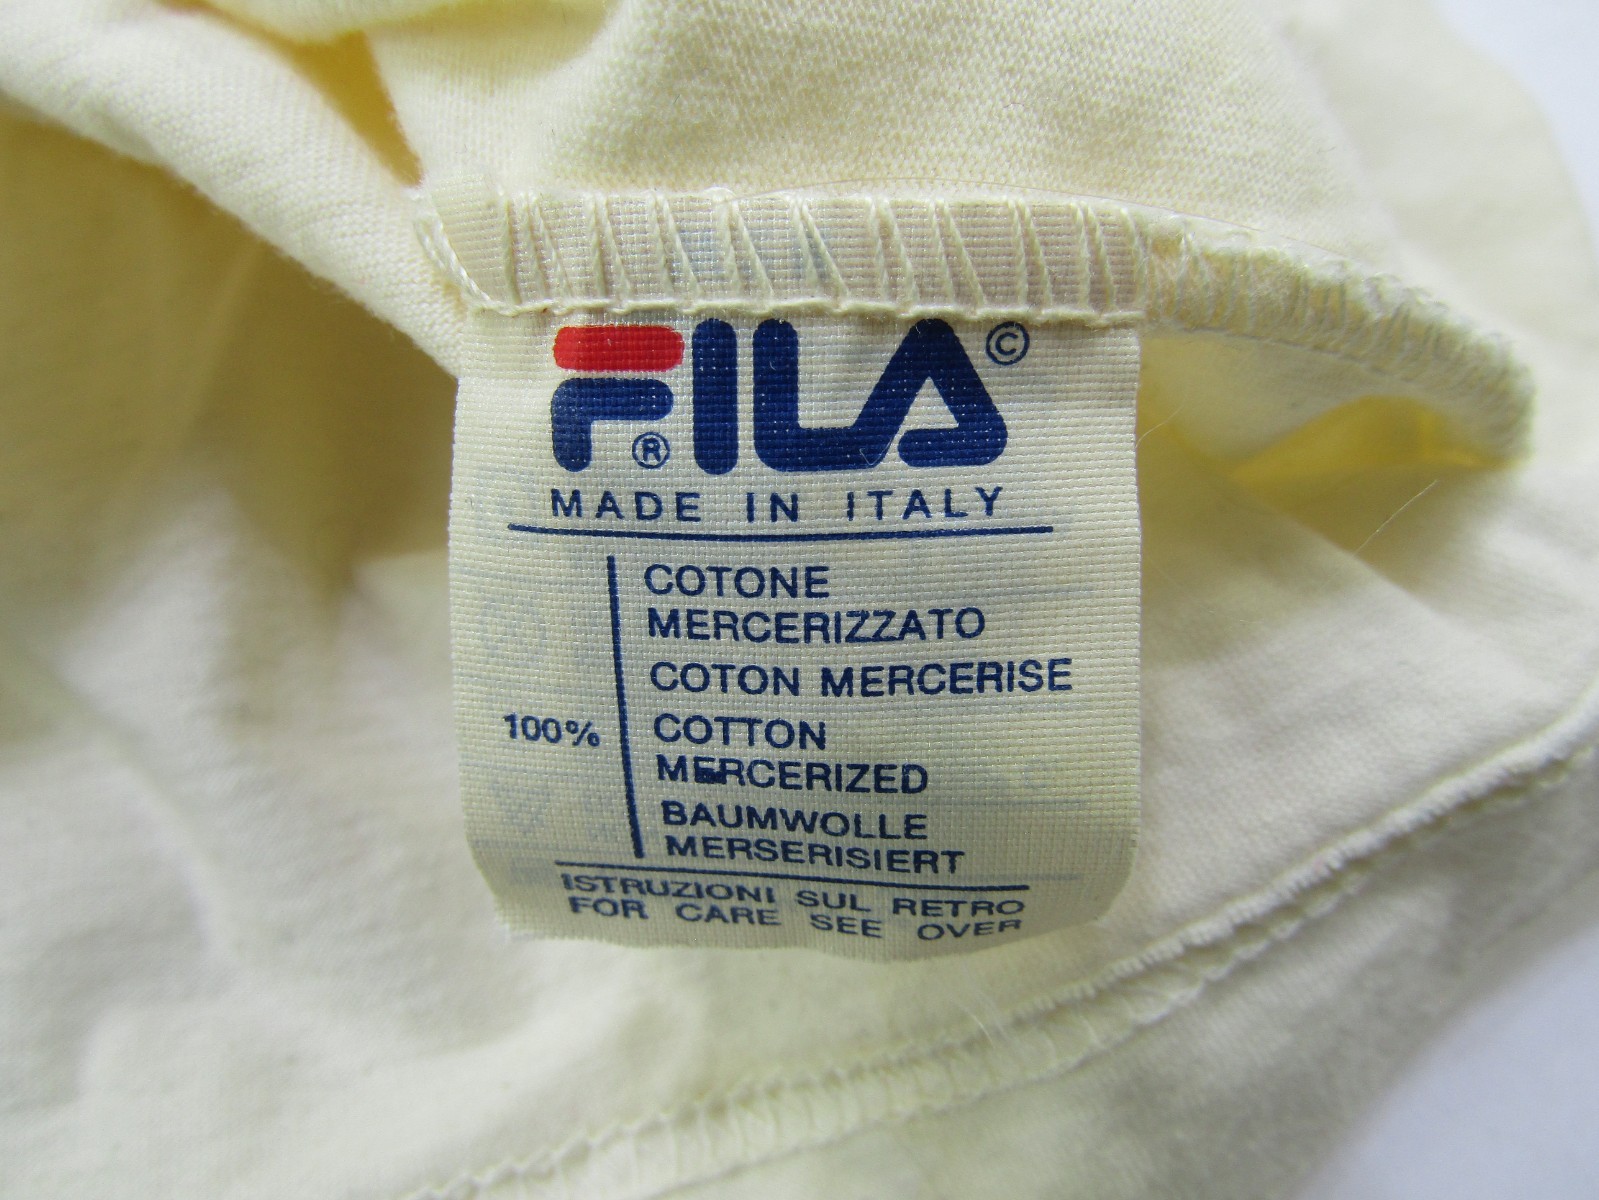 FILA©
®
MADE IN ITALY
COTONE
MERCERIZZATO
COTON MERCERISE
100%
COTTON
MERCERIZED
BAUMWOLLE
MERSERISIERT
ISTRUZIONI SUL RETRO
FOR CARE SEE OVER